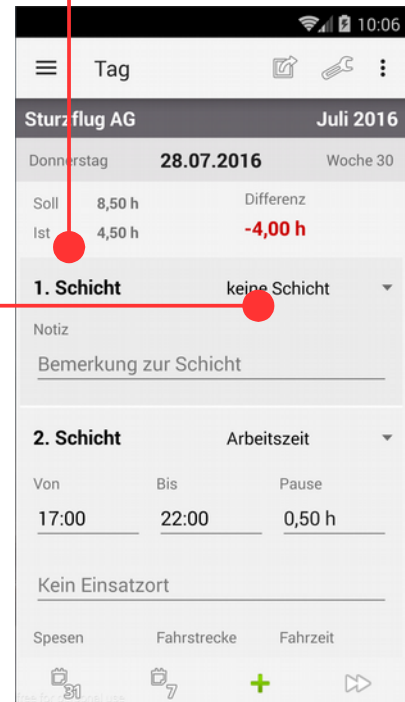 10:06
Tag
Sturzflug AG Juli 2016
Donnerstag 28.07.2016 Woche 30
Soll 8,50 h Differenz
Ist 4,50 h -4,00 h
1. Schicht keine Schicht
Notiz
Bemerkung zur Schicht
2. Schicht Arbeitszeit
Von Bis Pause
17:00 22:00 0,50 h
Kein Einsatzort
Spesen Fahrstrecke Fahrzeit
31 7